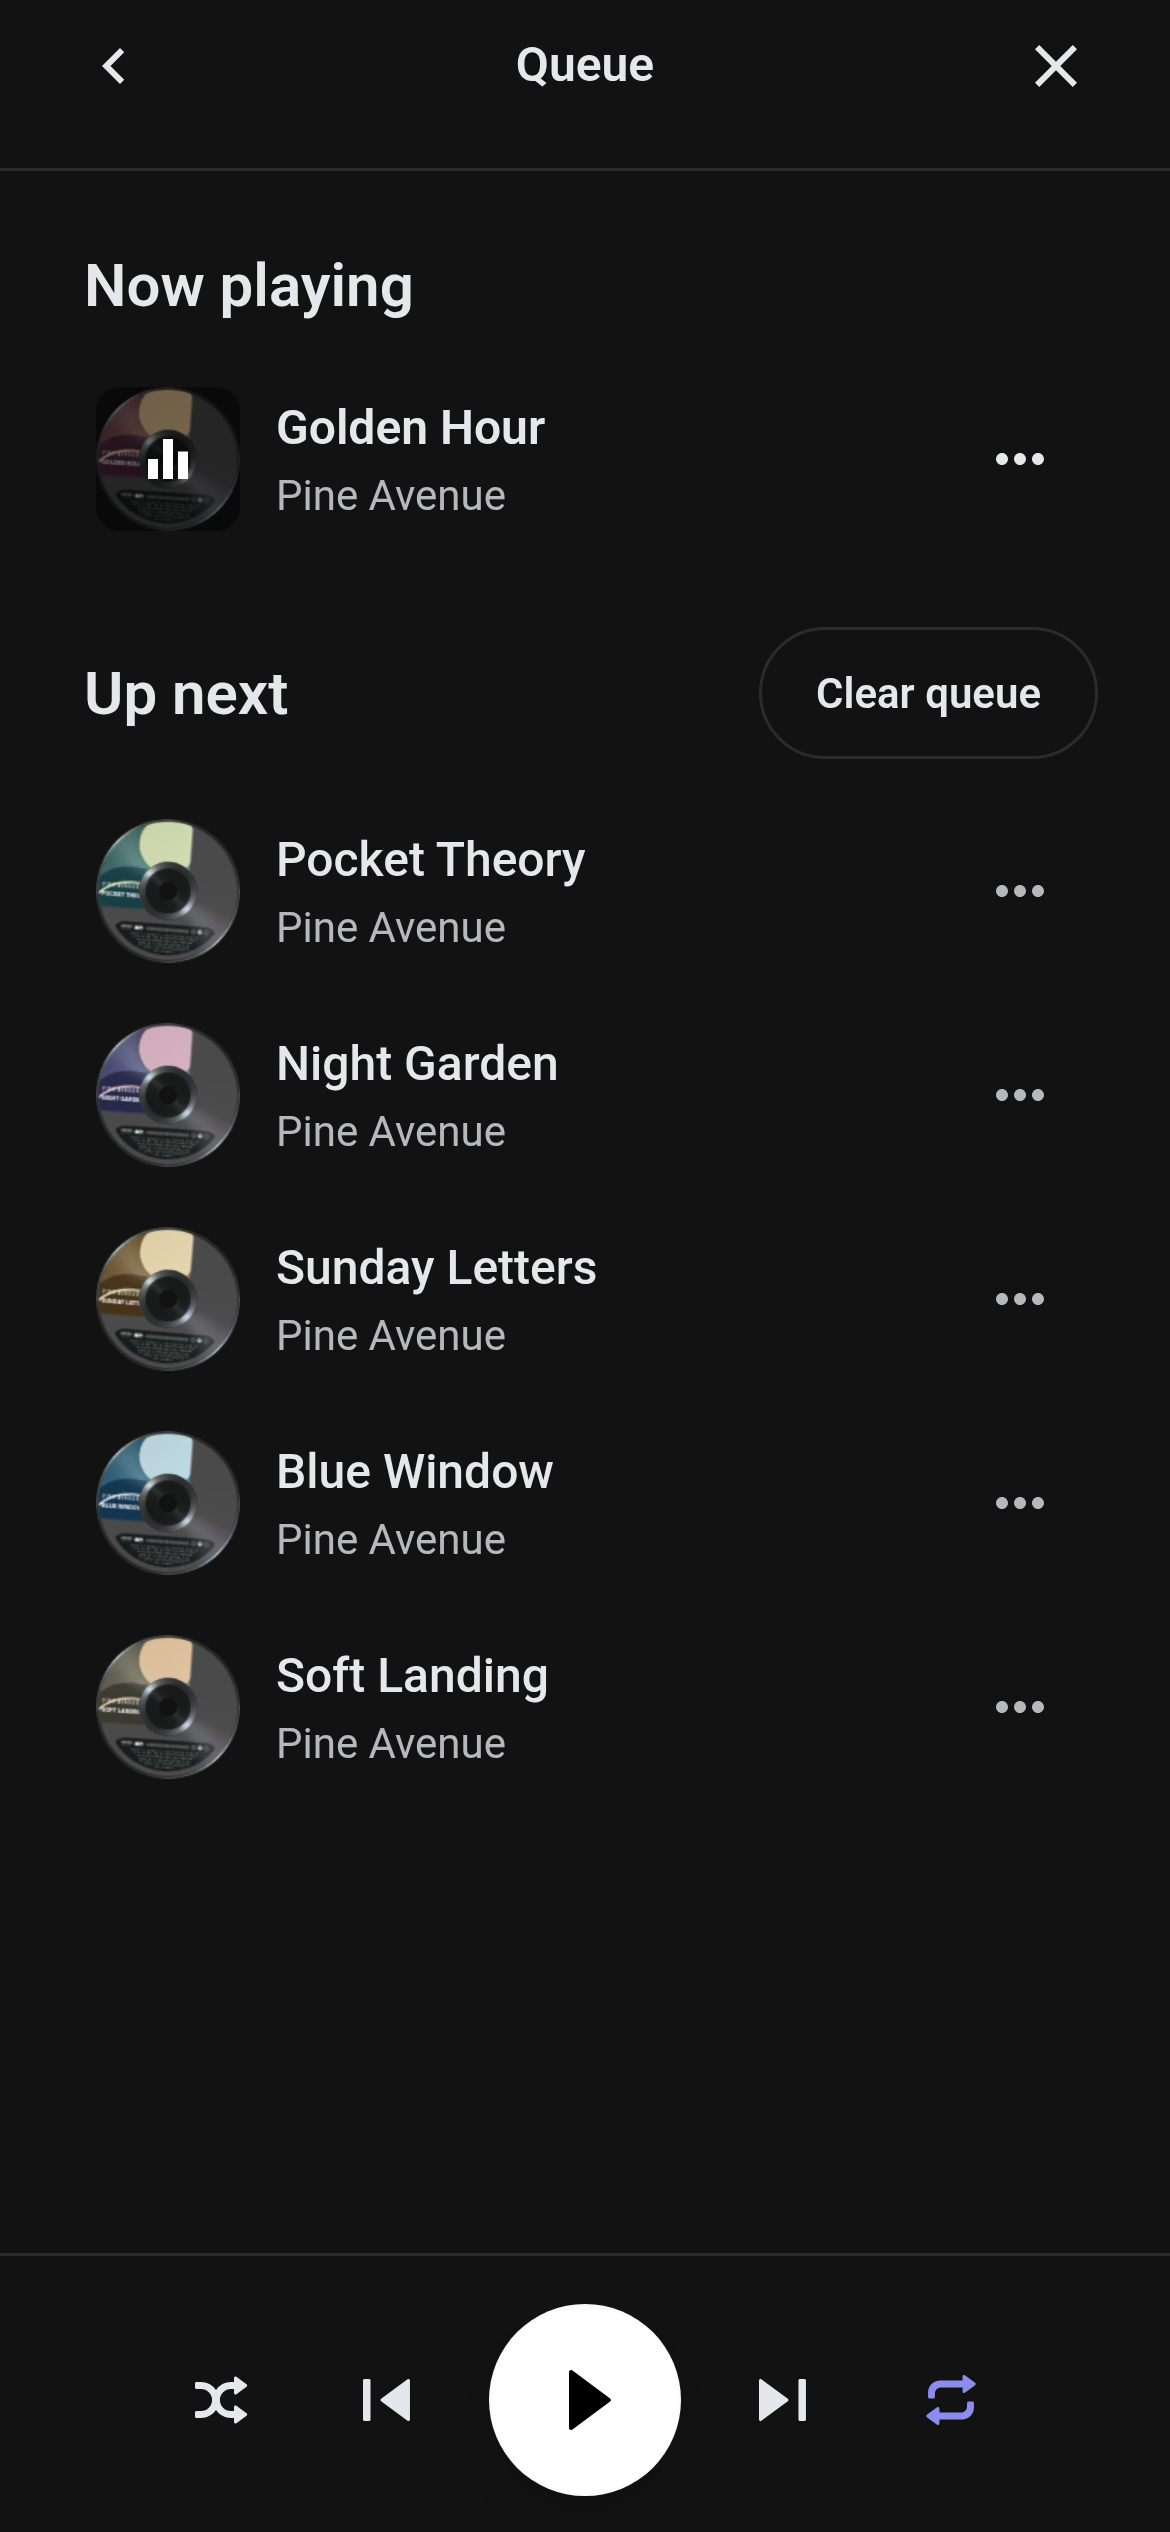 Queue
Now playing
Golden Hour
Pine Avenue
Up next
Clear queue
Pocket Theory
Pine Avenue
Night Garden
Pine Avenue
Sunday Letters
Pine Avenue
Blue Window
Pine Avenue
Soft Landing
Pine Avenue